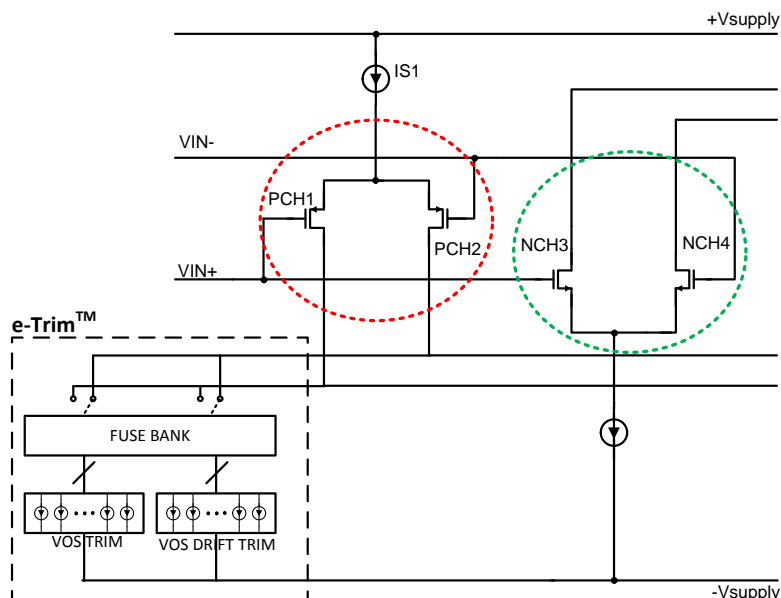 +Vsupply
IS1
VIN-
PCH1
PCH2
NCH3
NCH4
VIN+
e-Trim™
FUSE BANK
VOS TRIM
VOS DRIFT TRIM
-Vsupply